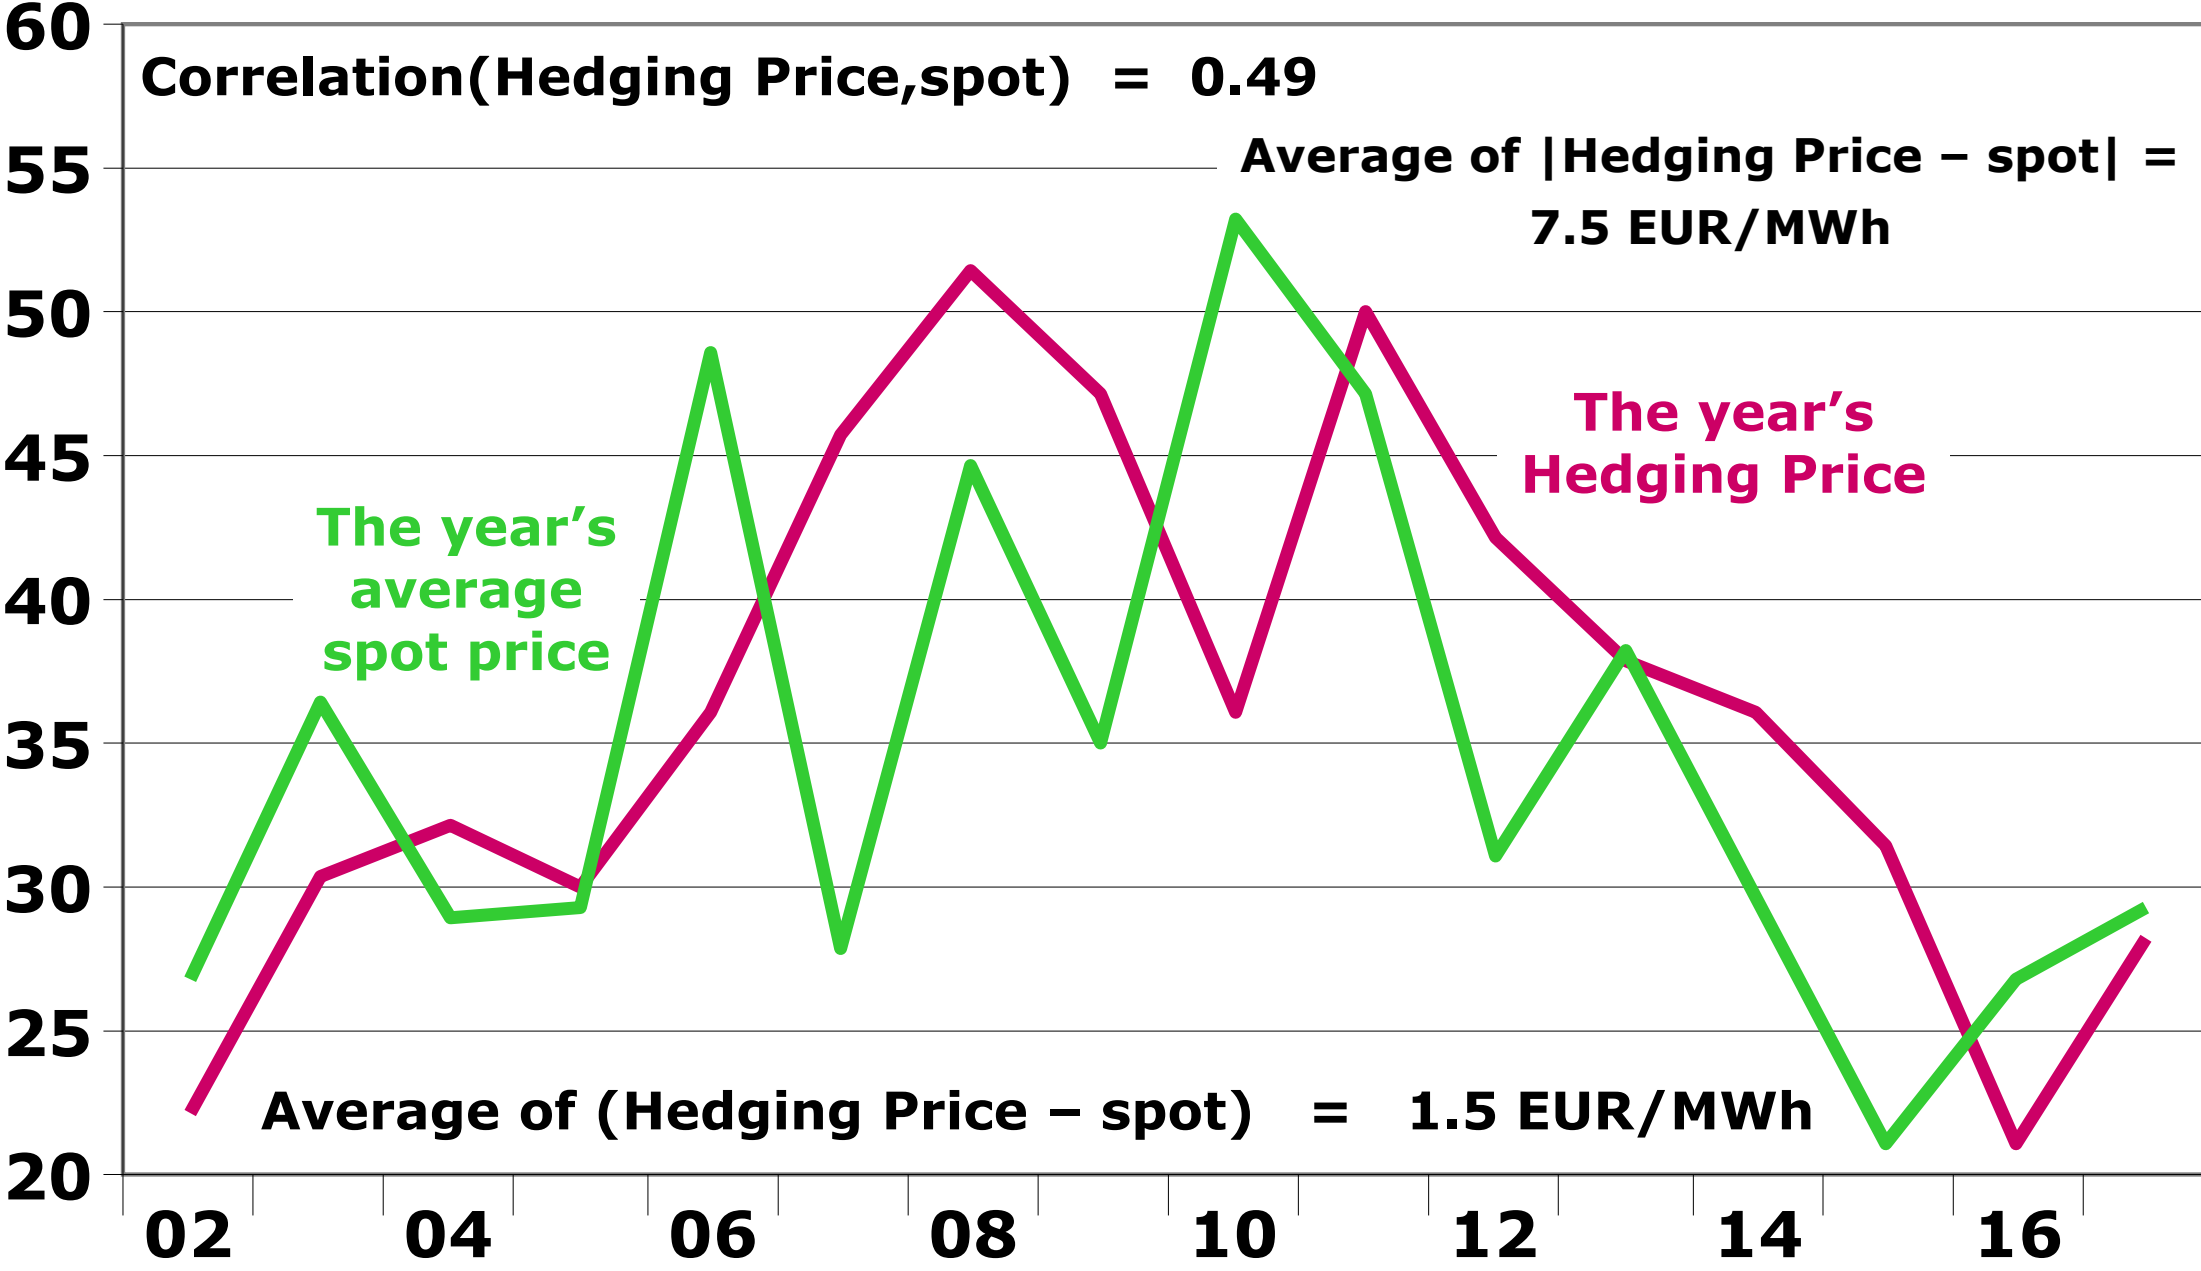 60
Correlation(Hedging Price,spot) = 0.49
Average of |Hedging Price – spot| =
55
7.5 EUR/MWh
50
The year’s
Hedging Price
45
The year’s
average
spot price
40
35
30
25
Average of (Hedging Price – spot) = 1.5 EUR/MWh
20
02 04 06 08 10 12 14 16